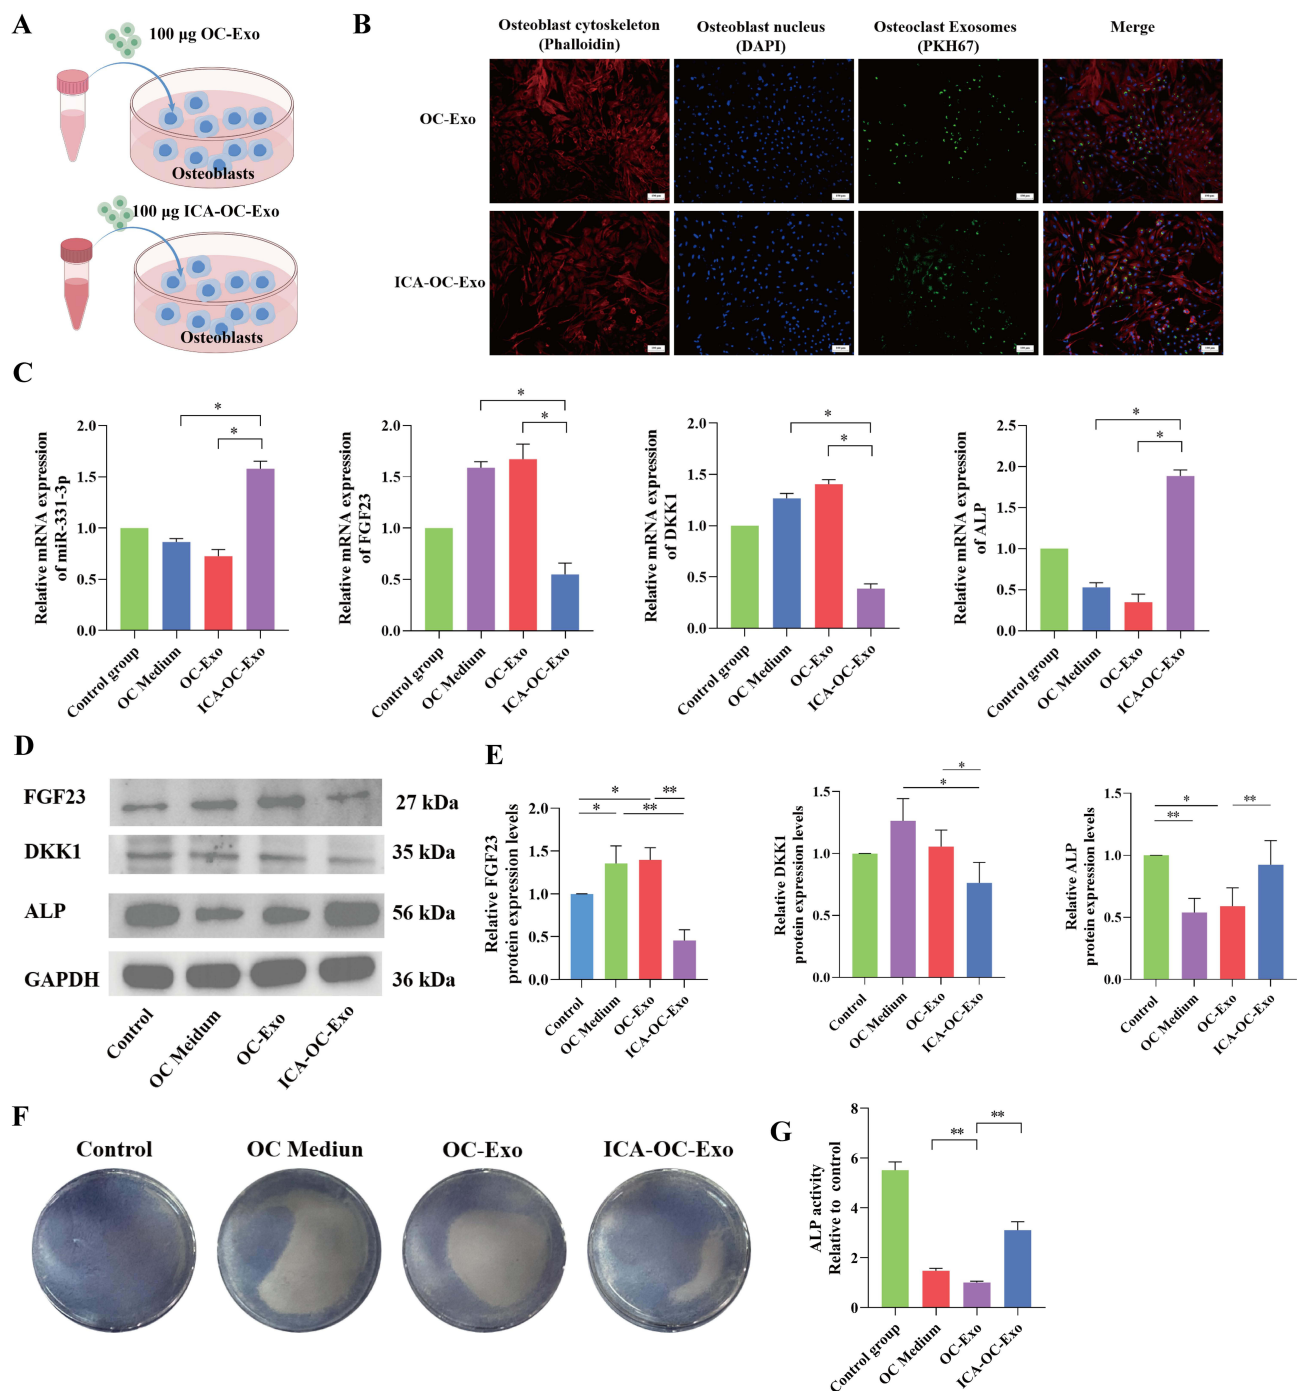 A
100 μg OC-Exo
Osteoblasts
100 μg ICA-OC-Exo
Osteoblasts
B
Osteoblast cytoskeleton
(Phalloidin)
Osteoblast nucleus
(DAPI)
Osteoclast Exosomes
(PKH67)
Merge
OC-Exo
ICA-OC-Exo
C
Relative mRNA expression
of miR-331-3p
2.0
1.5
1.0
0.5
0.0
*
*
Control group
OC Medium
OC-Exo
ICA-OC-Exo
Relative mRNA expression
of FGF23
2.0
1.5
1.0
0.5
0.0
*
*
Control group
OC Medium
OC-Exo
ICA-OC-Exo
Relative mRNA expression
of DKK1
2.0
1.5
1.0
0.5
0.0
*
*
Control group
OC Medium
OC-Exo
ICA-OC-Exo
Relative mRNA expression
of ALP
2.5
2.0
1.5
1.0
0.5
0.0
*
*
Control group
OC Medium
OC-Exo
ICA-OC-Exo
D
FGF23
27 kDa
DKK1
35 kDa
ALP
56 kDa
GAPDH
36 kDa
Control
OC Meidum
OC-Exo
ICA-OC-Exo
E
Relative FGF23
protein expression levels
2.0
1.5
1.0
0.5
0.0
* **
* **
Control
OC Medium
OC-Exo
ICA-OC-Exo
Relative DKK1
protein expression levels
1.5
1.0
0.5
0.0
*
*
Control
OC Medium
OC-Exo
ICA-OC-Exo
Relative ALP
protein expression levels
1.5
1.0
0.5
0.0
* **
**
Control
OC Medium
OC-Exo
ICA-OC-Exo
F
Control
OC Mediun
OC-Exo
ICA-OC-Exo
G
ALP activity
Relative to control
8
6
4
2
0
**
**
Control group
OC Medium
OC-Exo
ICA-OC-Exo